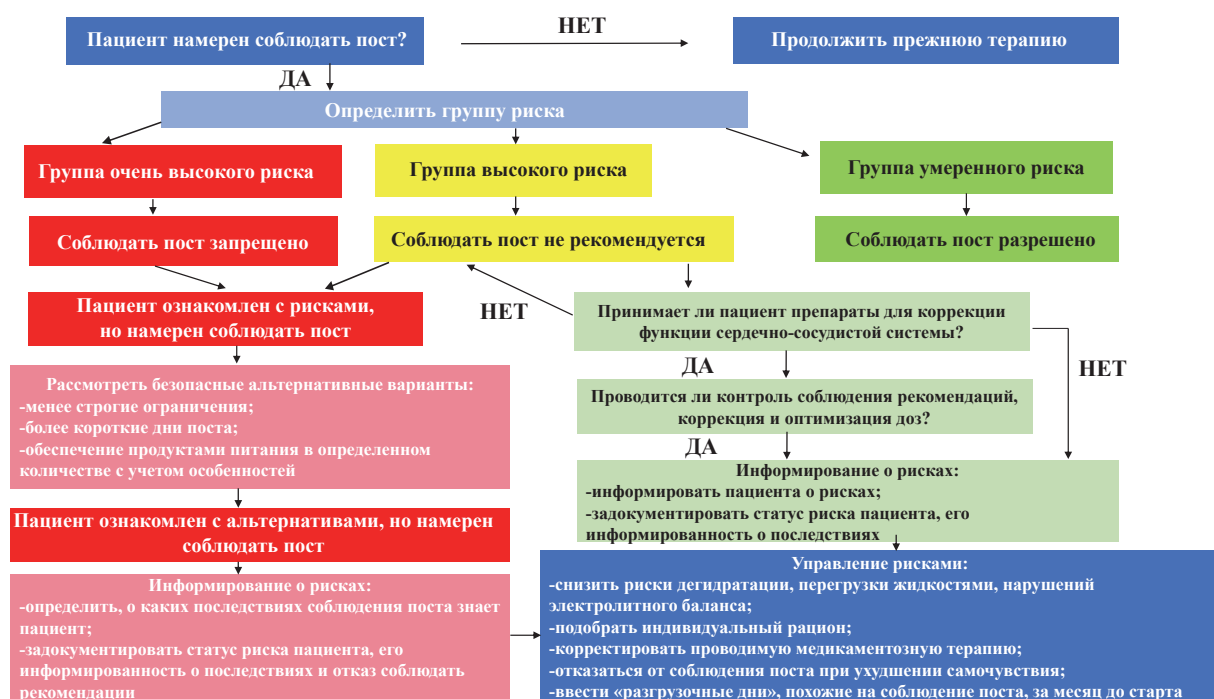 Пациент намерен соблюдать пост?
НЕТ
Продолжить прежнюю терапию
ДА
Определить группу риска
Группа очень высокого риска
Группа высокого риска
Группа умеренного риска
Соблюдать пост запрещено
Соблюдать пост не рекомендуется
Соблюдать пост разрешено
Пациент ознакомлен с рисками,
но намерен соблюдать пост
НЕТ
Принимает ли пациент препараты для коррекции
функции сердечно-сосудистой системы?
ДА
НЕТ
Рассмотреть безопасные альтернативные варианты:
-менее строгие ограничения;
-более короткие дни поста;
-обеспечение продуктами питания в определенном
количестве с учетом особенностей
Проводится ли контроль соблюдения рекомендаций,
коррекция и оптимизация доз?
ДА
Информирование о рисках:
-информировать пациента о рисках;
-задокументировать статус риска пациента, его
информированность о последствиях
Пациент ознакомлен с альтернативами, но намерен
соблюдать пост
Информирование о рисках:
-определить, о каких последствиях соблюдения поста знает
пациент;
-задокументировать статус риска пациента, его
информированность о последствиях и отказ соблюдать
рекомендации
Управление рисками:
-снизить риски дегидратации, перегрузки жидкостями, нарушений
электролитного баланса;
-подобрать индивидуальный рацион;
-корректировать проводимую медикаментозную терапию;
-отказаться от соблюдения поста при ухудшении самочувствия;
-ввести «разгрузочные дни», похожие на соблюдение поста, за месяц до старта